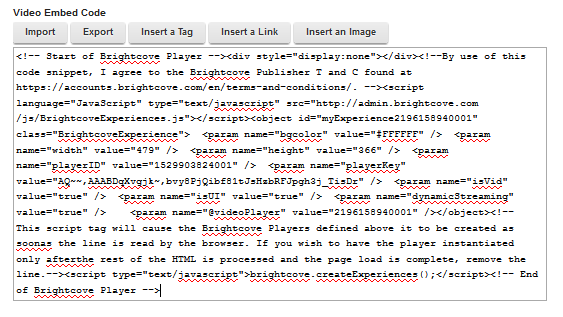 Video Embed Code
Import Export Insert a Tag Insert a Link Insert an Image
<!-- Start of Brightcove Player --><div style="display:none"></div><!--By use of this
code snippet, I agree to the Brightcove Publisher T and C found at
https://accounts.brightcove.com/en/terms-and-conditions/. --><script
language="JavaScript" type="text/javascript" src="http://admin.brightcove.com
/js/BrightcoveExperiences.js"></script><object id="myExperience2196158940001"
class="BrightcoveExperience">  <param name="bgcolor" value="#FFFFFF" />  <param
name="width" value="479" />  <param name="height" value="366" />  <param
name="playerID" value="1529903824001" />  <param name="playerKey"
value="AQ~~,AAABDgXvgjk~,bvy8PjQibf81tJsHzbRFJpgh3j_TisDr" />  <param name="isVid"
value="true" />  <param name="isUI" value="true" />  <param name="dynamicStreaming"
value="true" />    <param name="@videoPlayer" value="2196158940001" /></object><!--
This script tag will cause the Brightcove Players defined above it to be created as
soonas the line is read by the browser. If you wish to have the player instantiated
only afterthe rest of the HTML is processed and the page load is complete, remove the
line.--><script type="text/javascript">brightcove.createExperiences();</script><!-- End
of Brightcove Player -->